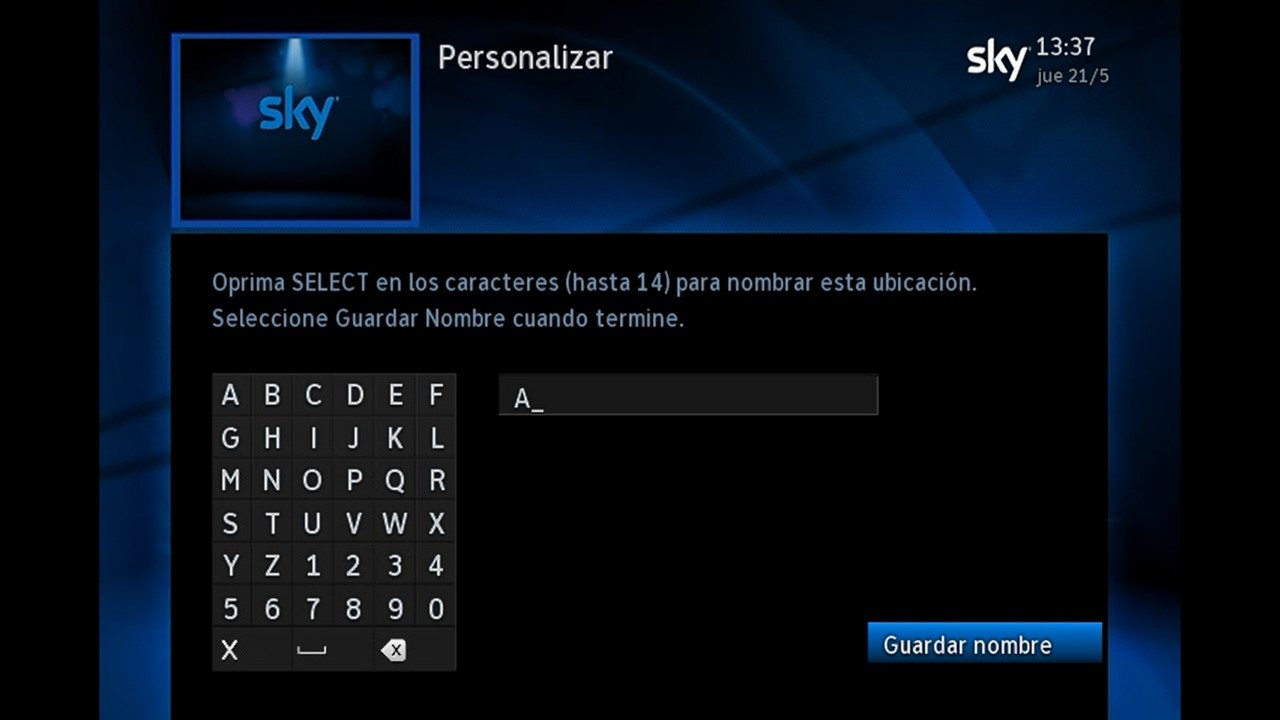 sky
Personalizar
sky 13:37
jue 21/5
Oprima SELECT en los caracteres (hasta 14) para nombrar esta ubicación.
Seleccione Guardar Nombre cuando termine.
A B C D E F
A_
G H I J K L
M N O P Q R
S T U V W X
Y Z 1 2 3 4
5 6 7 8 9 0
X
X
Guardar nombre